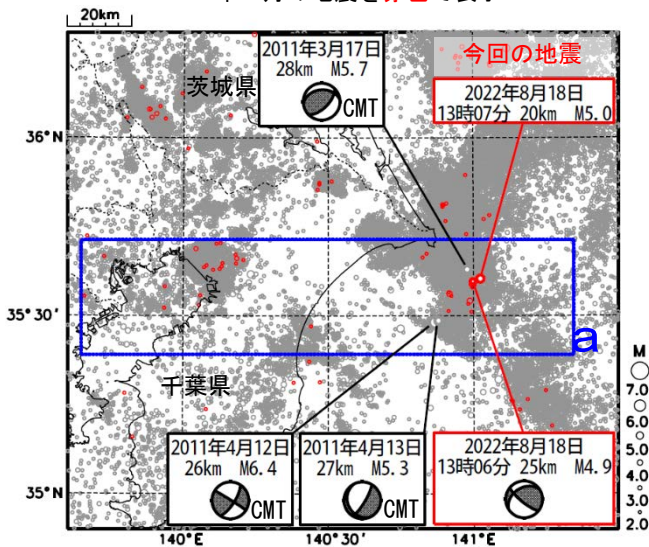 20km
今回の地震
2011年3月17日
28km M5.7
CMT
茨城県
2022年8月18日
13時07分 20km M5.0
36°N
35°30'N
a
千葉県
M
7.0
6.0
5.0
4.0
3.0
2.0
2011年4月12日
26km M6.4
CMT
2011年4月13日
27km M5.3
CMT
2022年8月18日
13時06分 25km M4.9
35°N
140°E
140°30'E
141°E